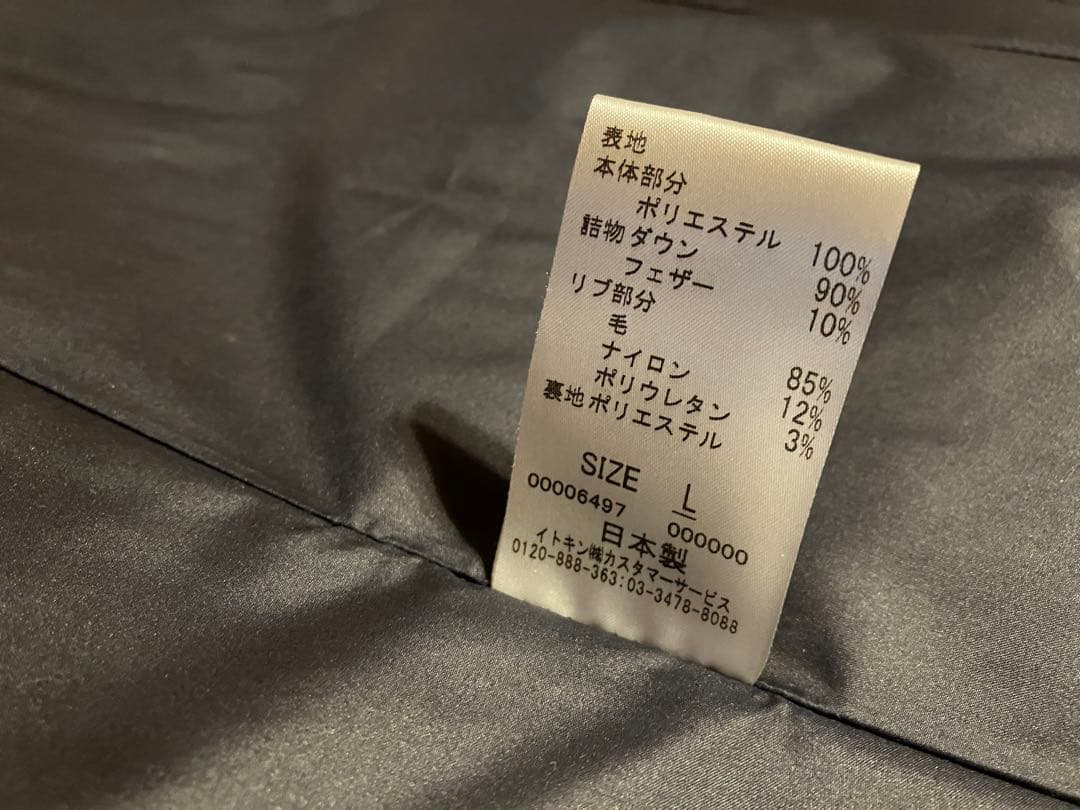 表地
本体部分
ポリエステル 100%
詰物 ダウン 90%
フェザー 10%
リブ部分
毛 85%
ナイロン 12%
ポリウレタン 3%
裏地 ポリエステル
SIZE L
00006497 000000
日本製
イトキン㈱カスタマーサービス
0120-888-363:03-3478-8088